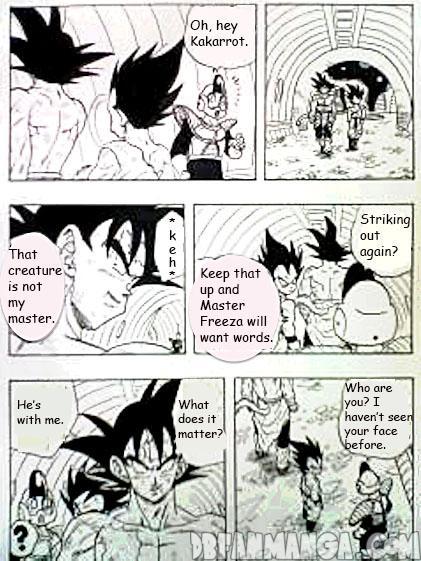 Oh, hey
Kakarrot.
Striking
out
again?
Keep that
up and
Master
Freeza will
want words.
*keh*
That
creature
is not
my
master.
Who are
you? I
haven't seen
your face
before.
What
does it
matter?
He's
with me.
?
DBFANMANGA.COM